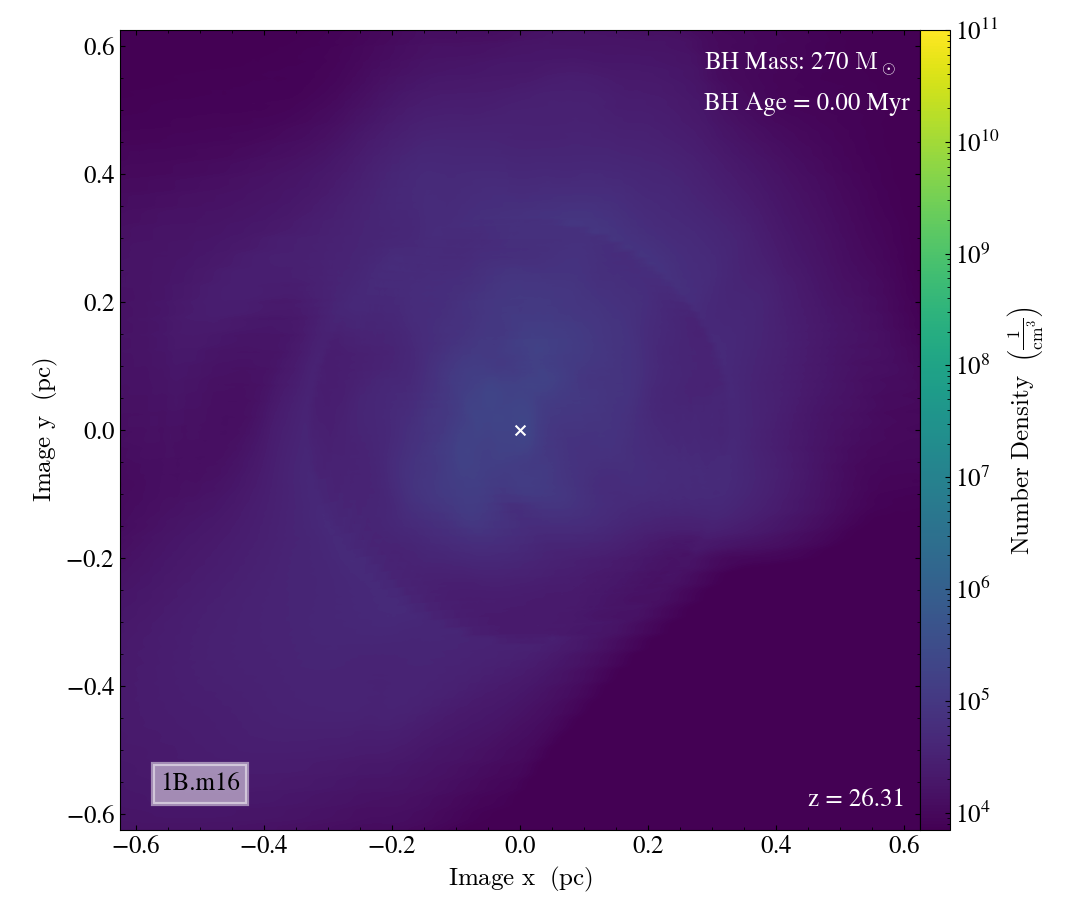 BH Mass: 270 M⊙
BH Age = 0.00 Myr
1B.m16
z = 26.31
0.6
0.4
0.2
0.0
−0.2
−0.4
−0.6
Image y (pc)
−0.6 −0.4 −0.2 0.0 0.2 0.4 0.6
Image x (pc)
10¹¹
10¹⁰
10⁹
10⁸
10⁷
10⁶
10⁵
10⁴
Number Density (1/cm³)